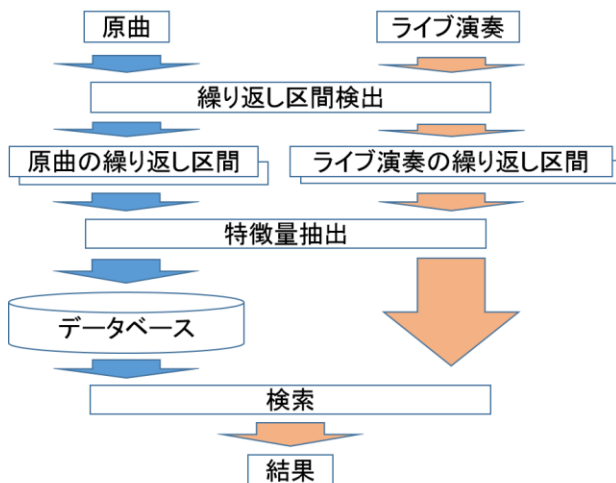 原曲
ライブ演奏
繰り返し区間検出
原曲の繰り返し区間
ライブ演奏の繰り返し区間
特徴量抽出
データベース
検索
結果